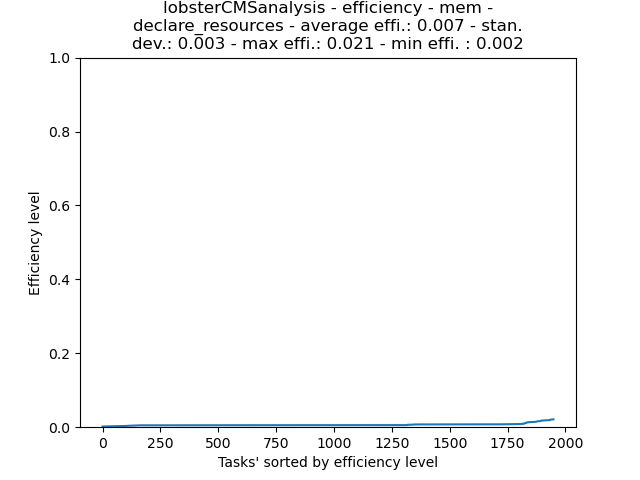 lobsterCMSanalysis - efficiency - mem -
declare_resources - average effi.: 0.007 - stan.
dev.: 0.003 - max effi.: 0.021 - min effi. : 0.002
1.0
0.8
0.6
0.4
0.2
0.0
Efficiency level
0 250 500 750 1000 1250 1500 1750 2000
Tasks' sorted by efficiency level